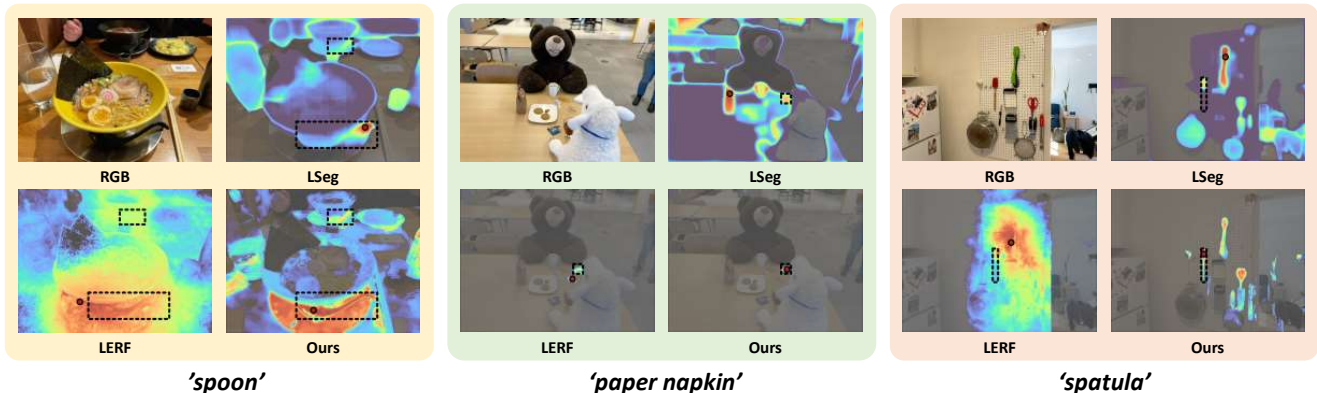 RGB
LSeg
RGB
LSeg
RGB
LSeg
LERF
Ours
LERF
Ours
LERF
Ours
’spoon’
‘paper napkin’
‘spatula’